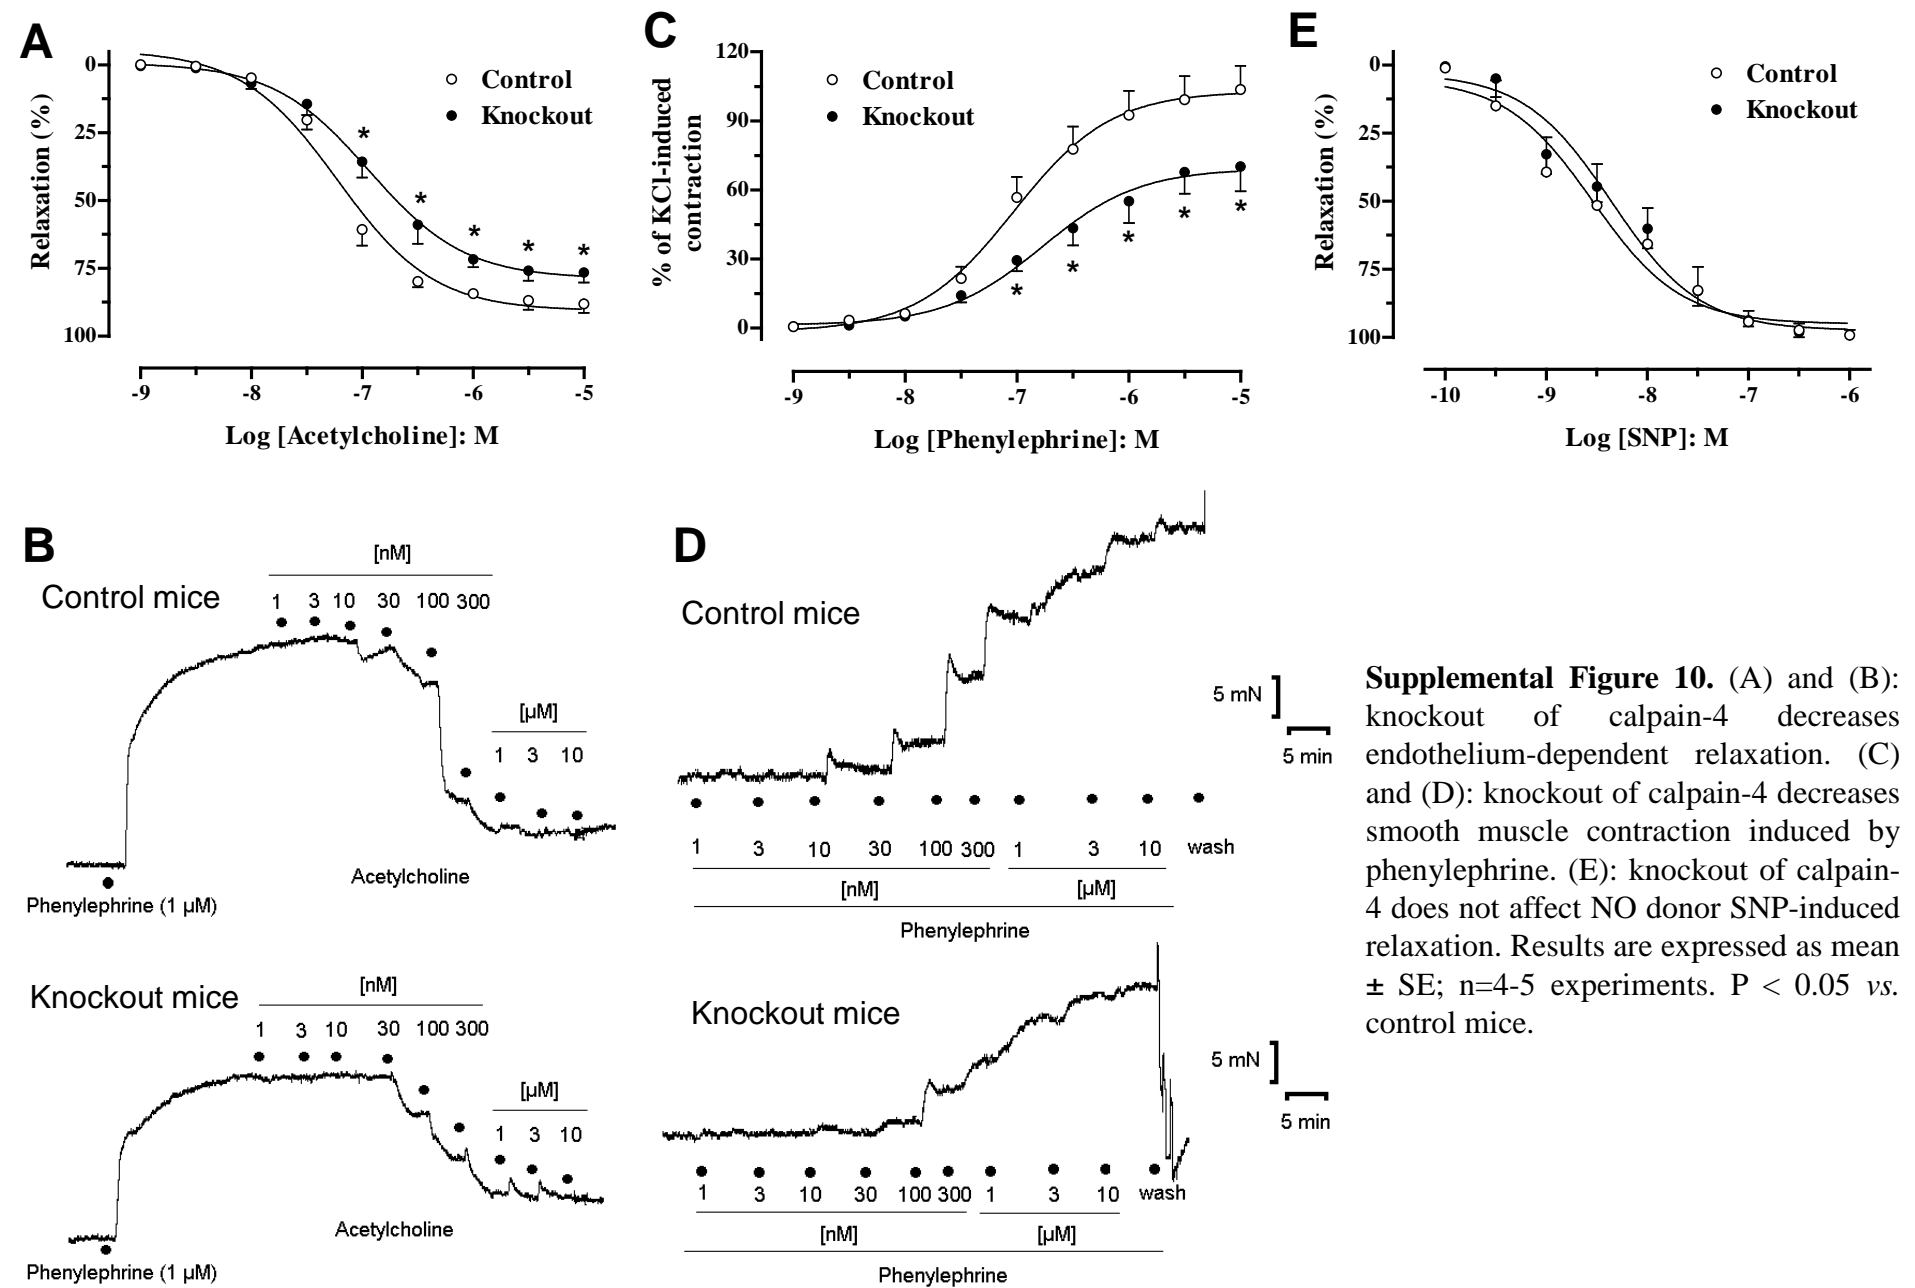 A
0
25
50
75
100
Relaxation (%)
Control
Knockout
*
*
*
*
*
-9
-8
-7
-6
-5
Log [Acetylcholine]: M
C
120
90
60
30
0
% of KCl-induced
contraction
Control
Knockout
*
*
*
*
*
-9
-8
-7
-6
-5
Log [Phenylephrine]: M
E
0
25
50
75
100
Relaxation (%)
Control
Knockout
-10
-9
-8
-7
-6
Log [SNP]: M
B
Control mice
[nM]
1 3 10 30 100 300
[µM]
1 3 10
Acetylcholine
Phenylephrine (1 µM)
Knockout mice
[nM]
1 3 10 30 100 300
[µM]
1 3 10
Acetylcholine
Phenylephrine (1 µM)
D
Control mice
5 mN
5 min
1 3 10 30 100 300 1 3 10 wash
[nM] [µM]
Phenylephrine
Knockout mice
5 mN
5 min
1 3 10 30 100 300 1 3 10 wash
[nM] [µM]
Phenylephrine
Supplemental Figure 10. (A) and (B):
knockout of calpain-4 decreases
endothelium-dependent relaxation. (C)
and (D): knockout of calpain-4 decreases
smooth muscle contraction induced by
phenylephrine. (E): knockout of calpain-
4 does not affect NO donor SNP-induced
relaxation. Results are expressed as mean
± SE; n=4-5 experiments. P < 0.05 vs.
control mice.